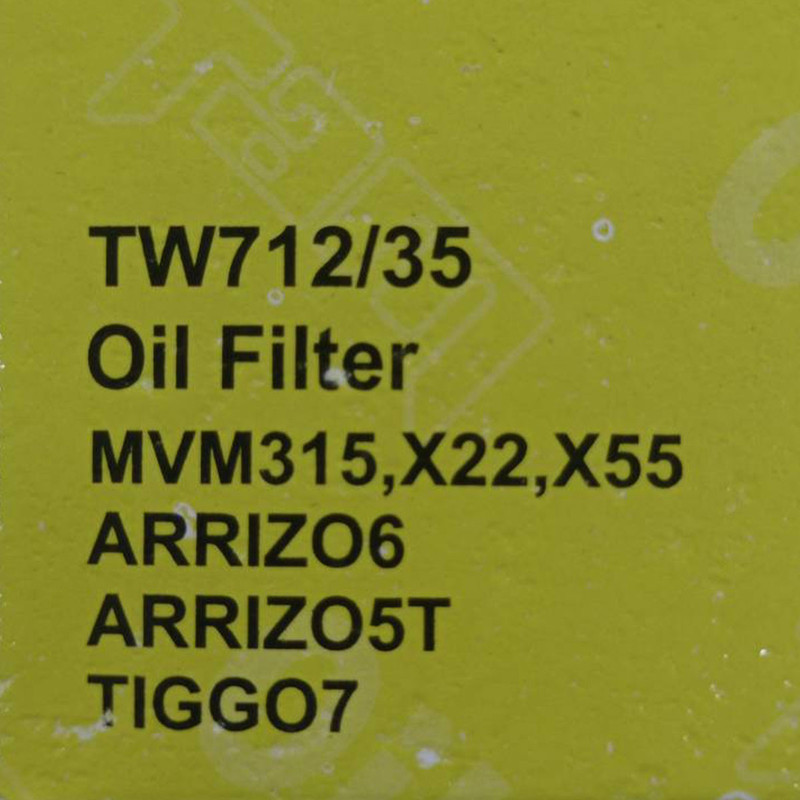 TW712/35
Oil Filter
MVM315,X22,X55
ARRIZO6
ARRIZO5T
TIGGO7